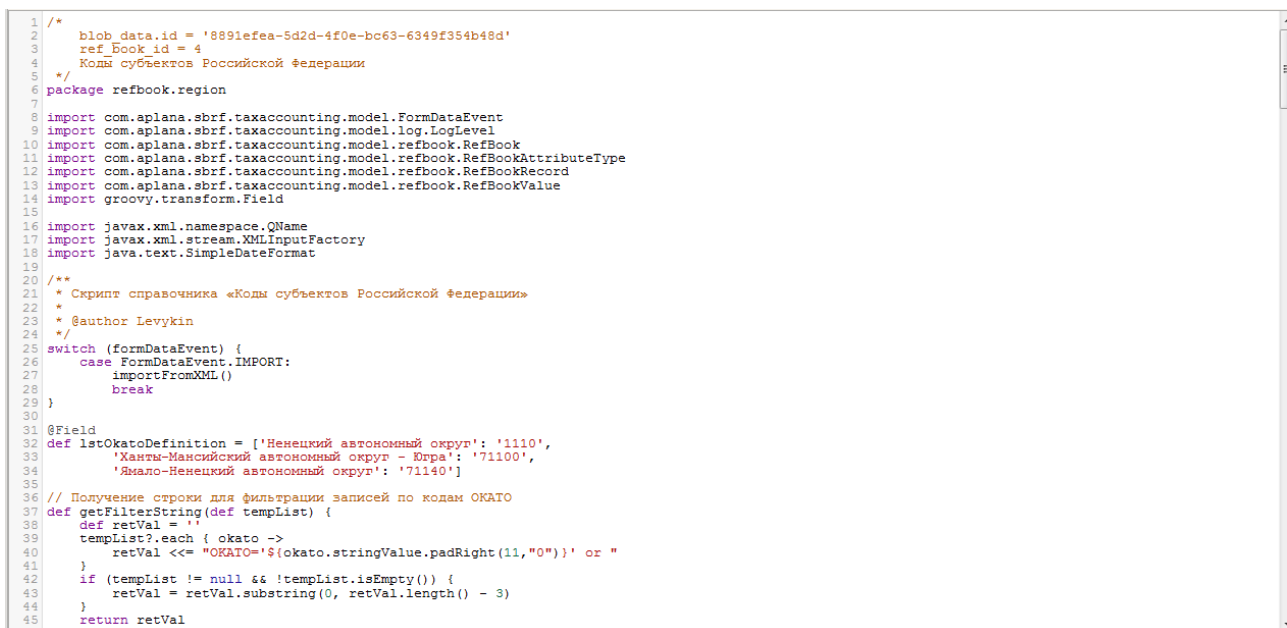 1 /*
2     blob_data.id = '8891efea-5d2d-4f0e-bc63-6349f354b48d'
3     ref_book_id = 4
4     Коды субъектов Российской Федерации
5  */
6 package refbook.region
7
8 import com.aplana.sbrf.taxaccounting.model.FormDataEvent
9 import com.aplana.sbrf.taxaccounting.model.log.LogLevel
10 import com.aplana.sbrf.taxaccounting.model.refbook.RefBook
11 import com.aplana.sbrf.taxaccounting.model.refbook.RefBookAttributeType
12 import com.aplana.sbrf.taxaccounting.model.refbook.RefBookRecord
13 import com.aplana.sbrf.taxaccounting.model.refbook.RefBookValue
14 import groovy.transform.Field
15
16 import javax.xml.namespace.QName
17 import javax.xml.stream.XMLInputFactory
18 import java.text.SimpleDateFormat
19
20 /**
21  * Скрипт справочника «Коды субъектов Российской Федерации»
22  *
23  * @author Levykin
24  */
25 switch (formDataEvent) {
26     case FormDataEvent.IMPORT:
27         importFromXML()
28         break
29 }
30
31 @Field
32 def lstOkatoDefinition = ['Ненецкий автономный округ': '1110',
33         'Ханты-Мансийский автономный округ - Югра': '71100',
34         'Ямало-Ненецкий автономный округ': '71140']
35
36 // Получение строки для фильтрации записей по кодам ОКАТО
37 def getFilterString(def tempList) {
38     def retVal = ''
39     tempList?.each { okato ->
40         retVal <<= "OKATO='${okato.stringValue.padRight(11,"0")}' or "
41     }
42     if (tempList != null && !tempList.isEmpty()) {
43         retVal = retVal.substring(0, retVal.length() - 3)
44     }
45     return retVal